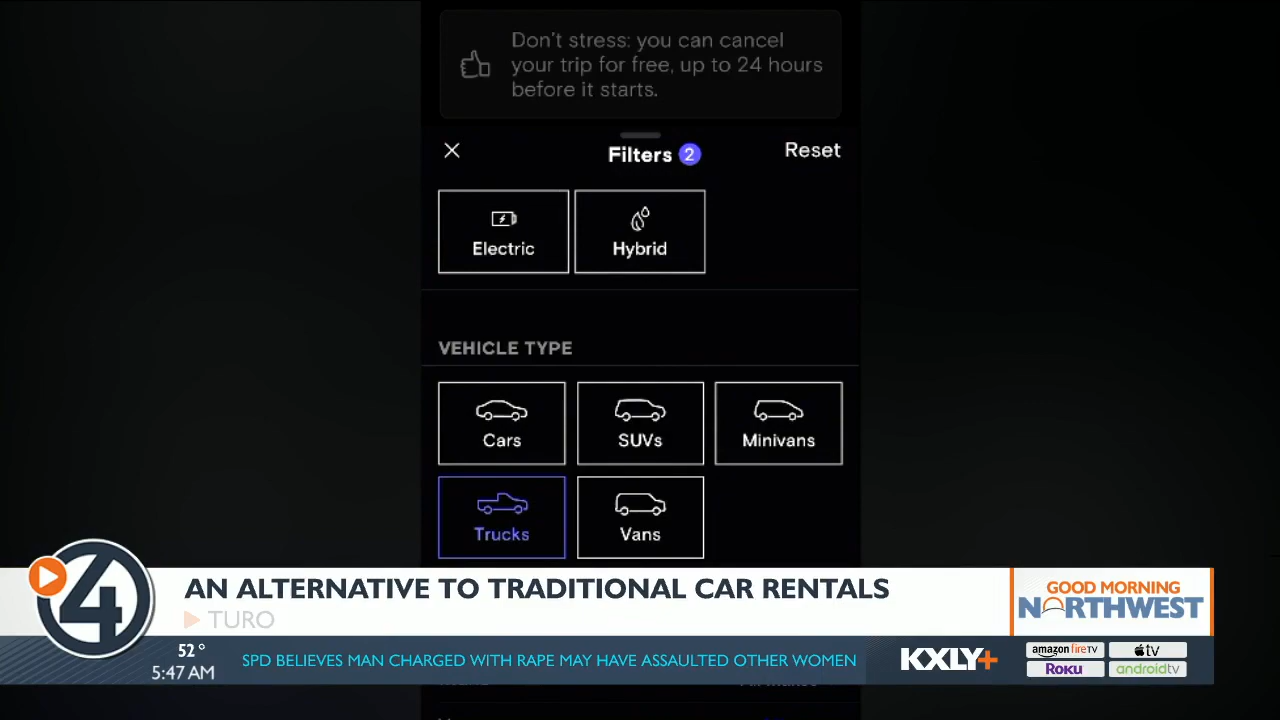 Don't stress: you can cancel
your trip for free, up to 24 hours
before it starts.
Filters 2
Reset
Electric
Hybrid
VEHICLE TYPE
Cars
SUVs
Minivans
Trucks
Vans
4
AN ALTERNATIVE TO TRADITIONAL CAR RENTALS
TURO
GOOD MORNING
NORTHWEST
52°
5:47 AM
SPD BELIEVES MAN CHARGED WITH RAPE MAY HAVE ASSAULTED OTHER WOMEN
KXLY+
amazon fireTV
tv
Roku
androidtv